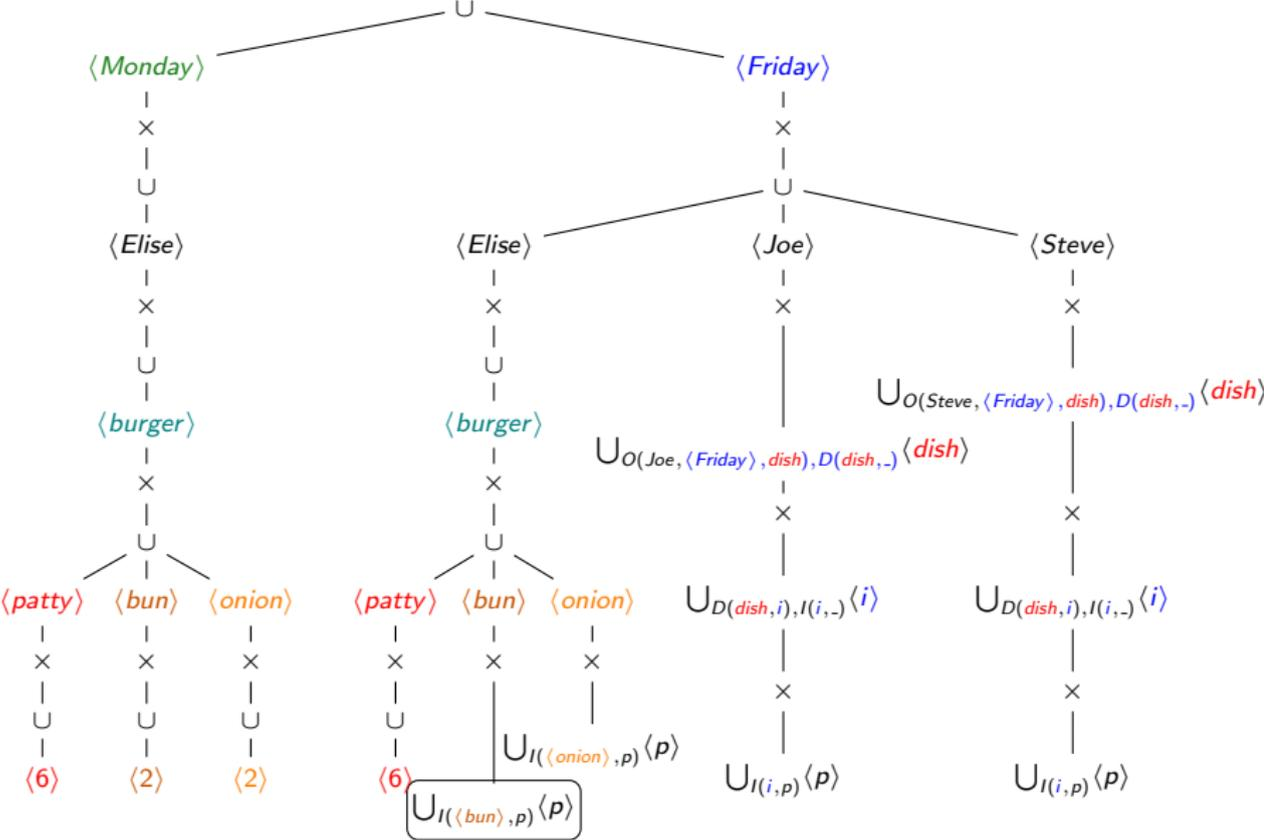 ∪
⟨Monday⟩ ⟨Friday⟩
× ×
∪ ∪
⟨Elise⟩ ⟨Elise⟩ ⟨Joe⟩ ⟨Steve⟩
× × × ×
∪ ∪
⋃O(Steve,⟨Friday⟩,dish),D(dish,_)⟨dish⟩
⟨burger⟩ ⟨burger⟩
⋃O(Joe,⟨Friday⟩,dish),D(dish,_)⟨dish⟩
× × × ×
∪ ∪
⟨patty⟩ ⟨bun⟩ ⟨onion⟩ ⟨patty⟩ ⟨bun⟩ ⟨onion⟩ ⋃D(dish,i),I(i,_)⟨i⟩ ⋃D(dish,i),I(i,_)⟨i⟩
× × × × × × × ×
∪ ∪ ∪ ∪
⋃I(⟨onion⟩,p)⟨p⟩
⟨6⟩ ⟨2⟩ ⟨2⟩ ⟨6⟩ ⋃I(i,p)⟨p⟩ ⋃I(i,p)⟨p⟩
⋃I(⟨bun⟩,p)⟨p⟩